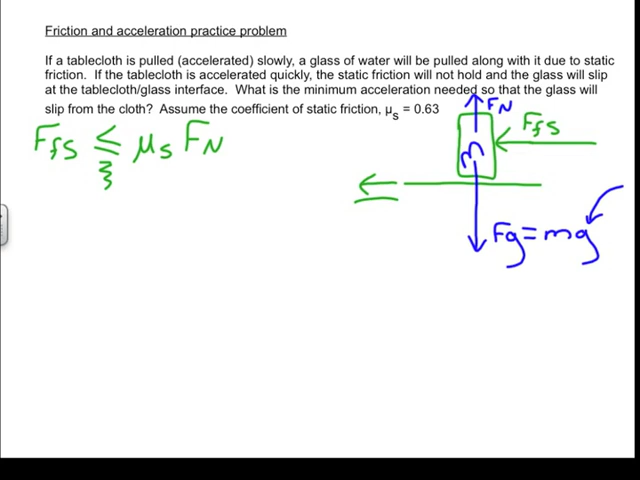 Friction and acceleration practice problem
If a tablecloth is pulled (accelerated) slowly, a glass of water will be pulled along with it due to static
friction. If the tablecloth is accelerated quickly, the static friction will not hold and the glass will slip
at the tablecloth/glass interface. What is the minimum acceleration needed so that the glass will
slip from the cloth? Assume the coefficient of static friction, μs = 0.63
FN
Ffs
Ffs ≤ μs FN
m
Fg = mg